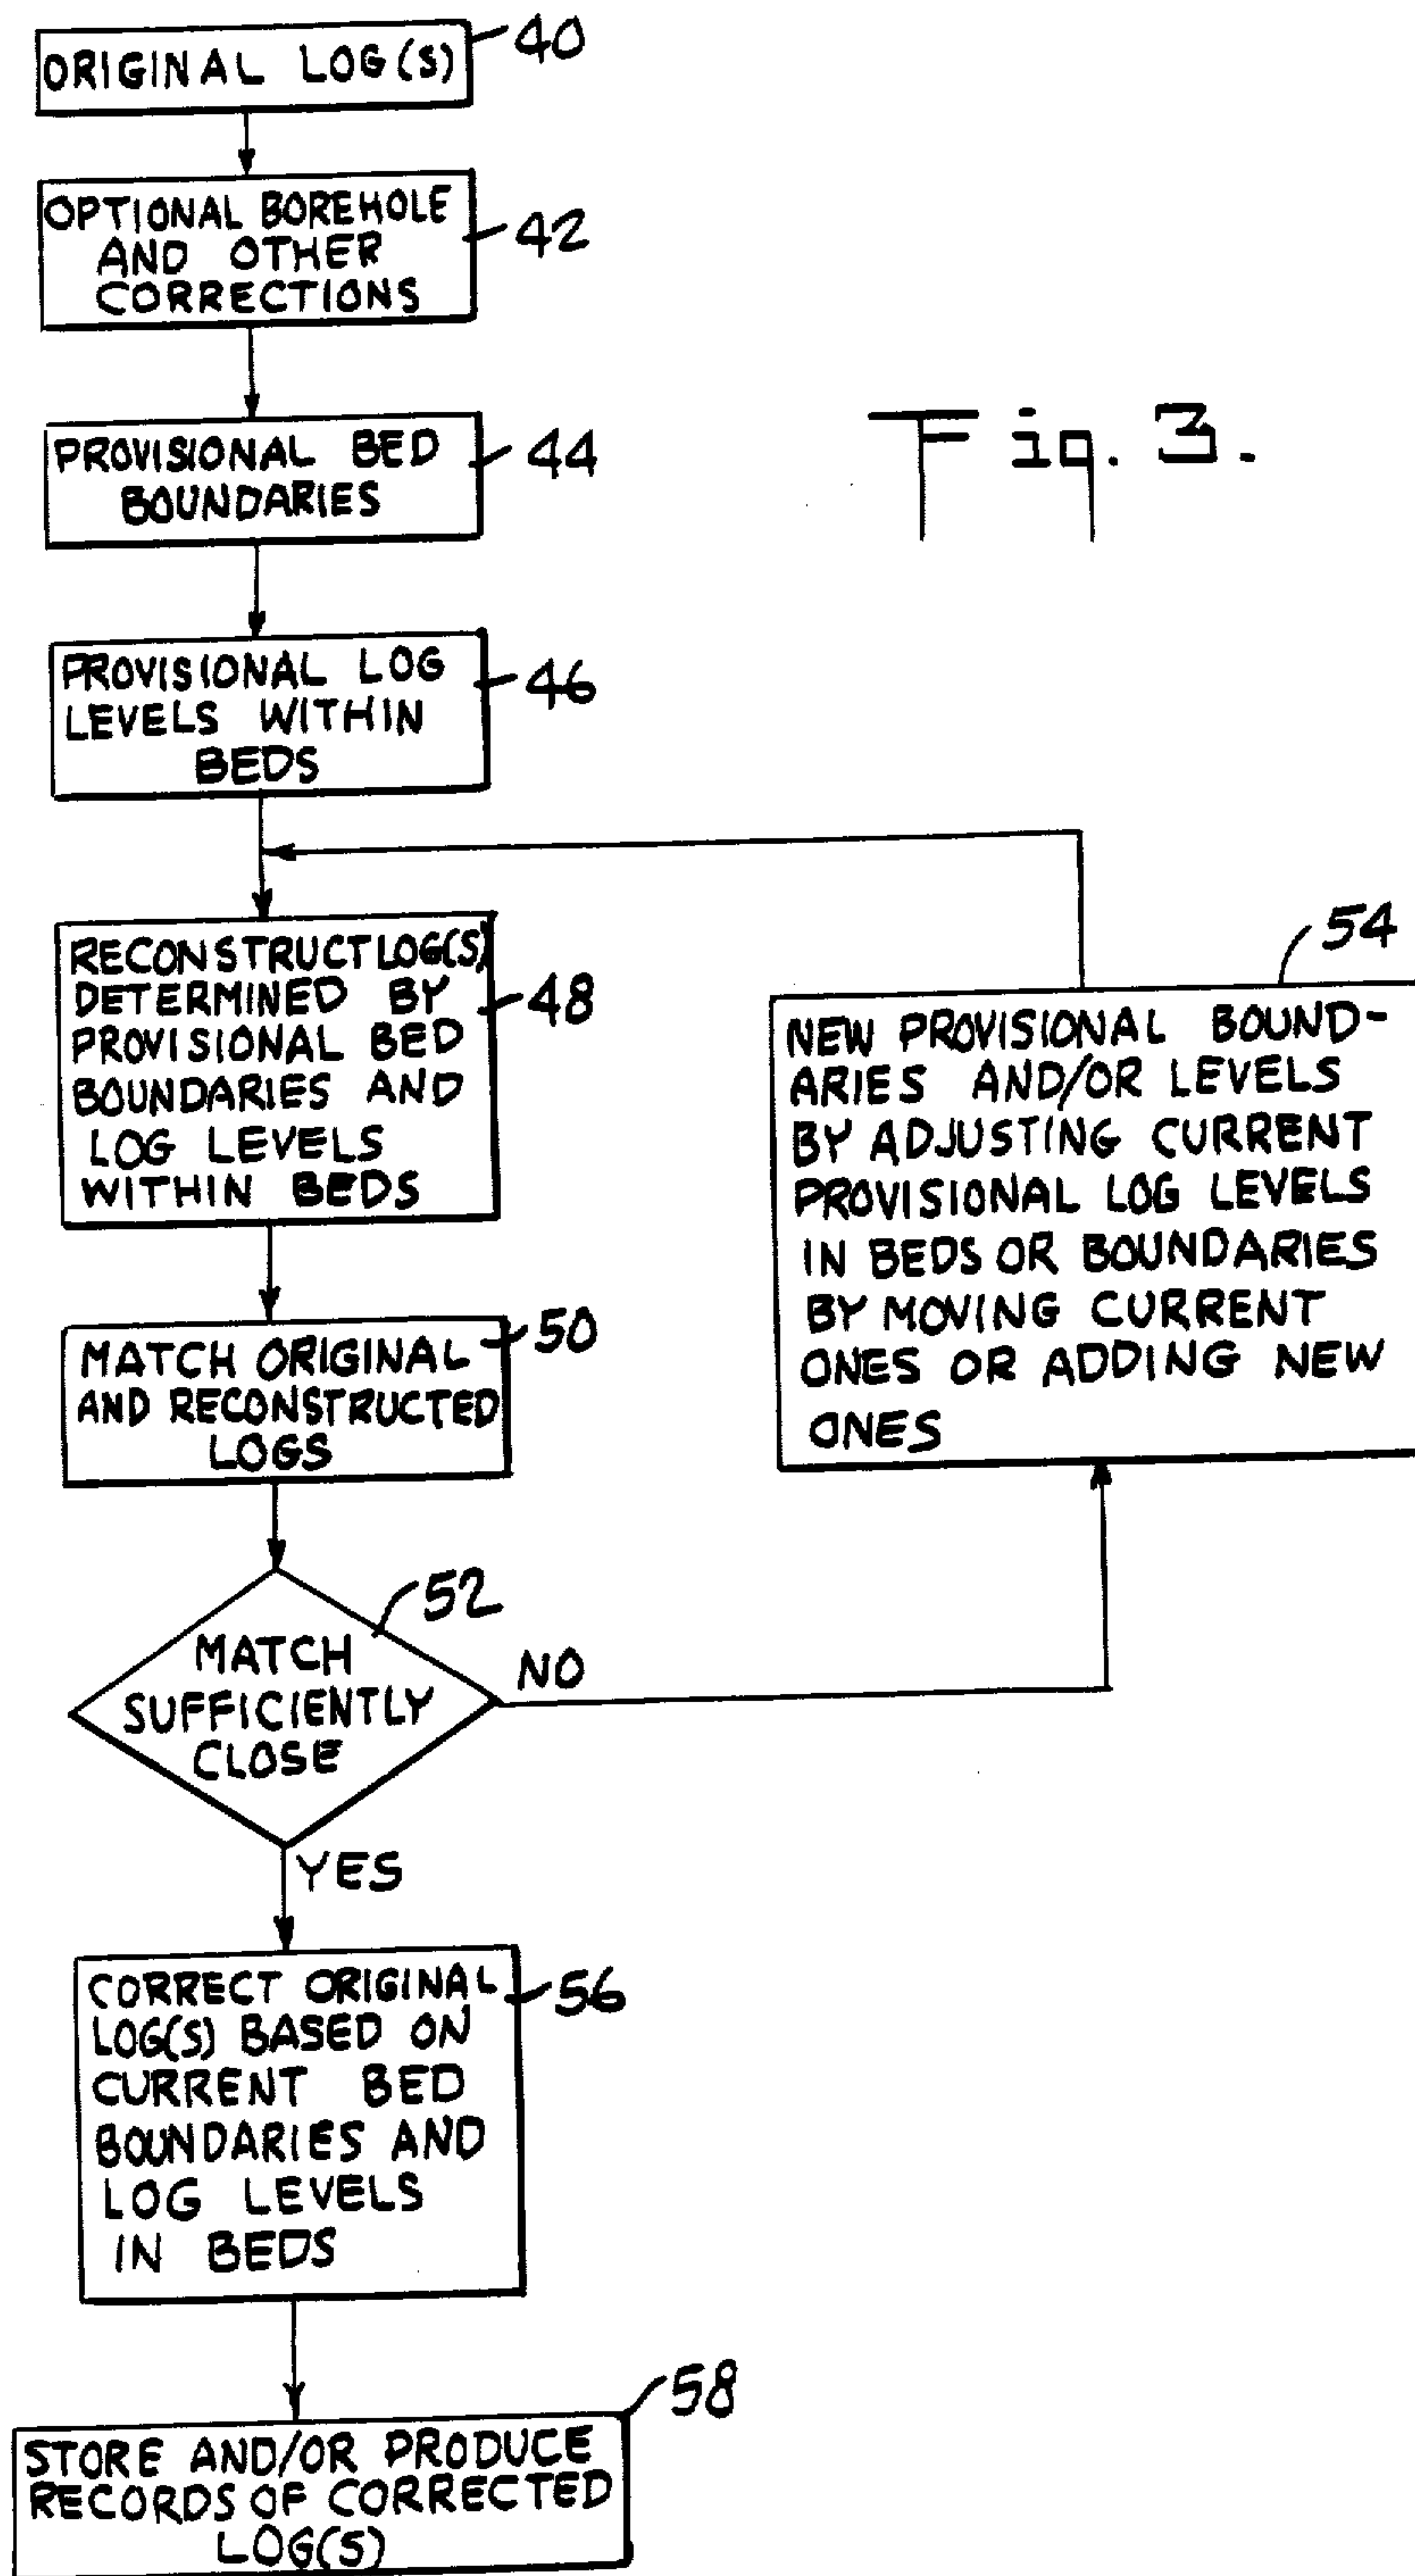 ORIGINAL LOG(S)
40
OPTIONAL BOREHOLE
AND OTHER
CORRECTIONS
42
PROVISIONAL BED
BOUNDARIES
44
Fig. 3.
PROVISIONAL LOG
LEVELS WITHIN
BEDS
46
RECONSTRUCT LOG(S)
DETERMINED BY
PROVISIONAL BED
BOUNDARIES AND
LOG LEVELS
WITHIN BEDS
48
54
NEW PROVISIONAL BOUND-
ARIES AND/OR LEVELS
BY ADJUSTING CURRENT
PROVISIONAL LOG LEVELS
IN BEDS OR BOUNDARIES
BY MOVING CURRENT
ONES OR ADDING NEW
ONES
MATCH ORIGINAL
AND RECONSTRUCTED
LOGS
50
52
MATCH
SUFFICIENTLY
CLOSE
NO
YES
CORRECT ORIGINAL
LOG(S) BASED ON
CURRENT BED
BOUNDARIES AND
LOG LEVELS
IN BEDS
56
58
STORE AND/OR PRODUCE
RECORDS OF CORRECTED
LOG(S)